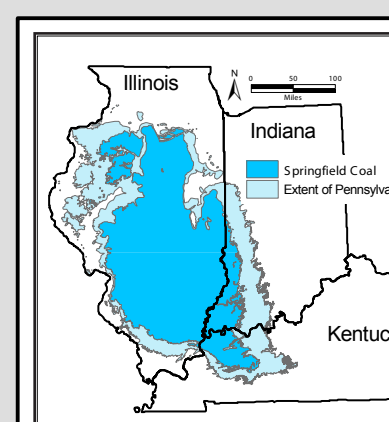 Illinois
N
0 50 100
Miles
Indiana
Springfield Coal
Extent of Pennsylva
Kentuc